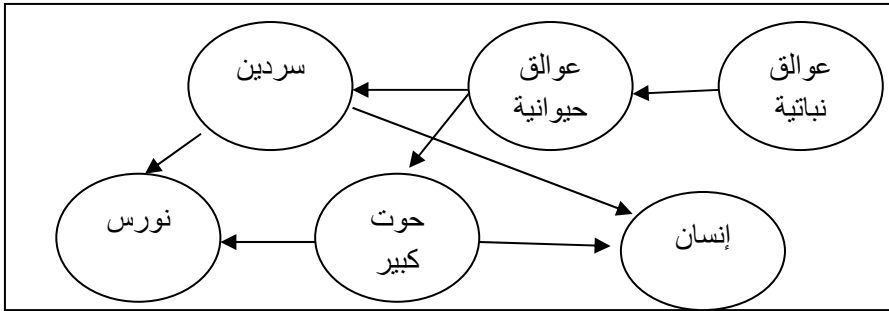 عوالق
نباتية
عوالق
حيوانية
سردين
إنسان
حوت
كبير
نورس